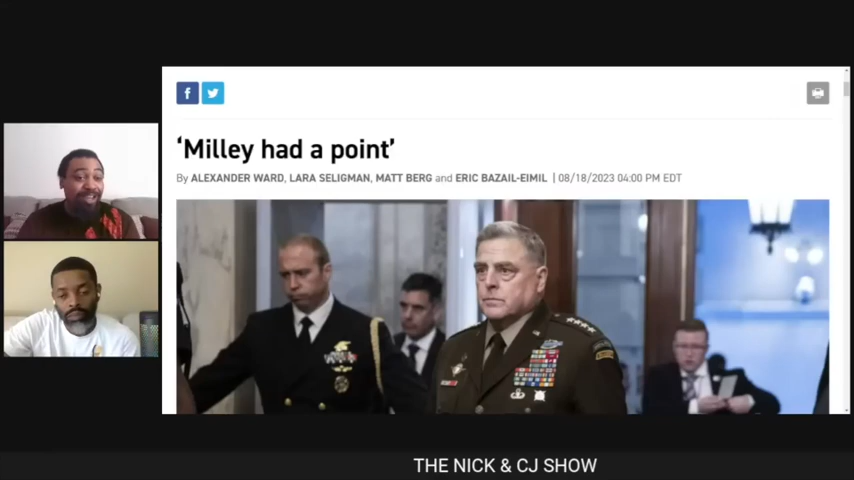 ‘Milley had a point’
By ALEXANDER WARD, LARA SELIGMAN, MATT BERG and ERIC BAZAIL-EIMIL | 08/18/2023 04:00 PM EDT
THE NICK & CJ SHOW